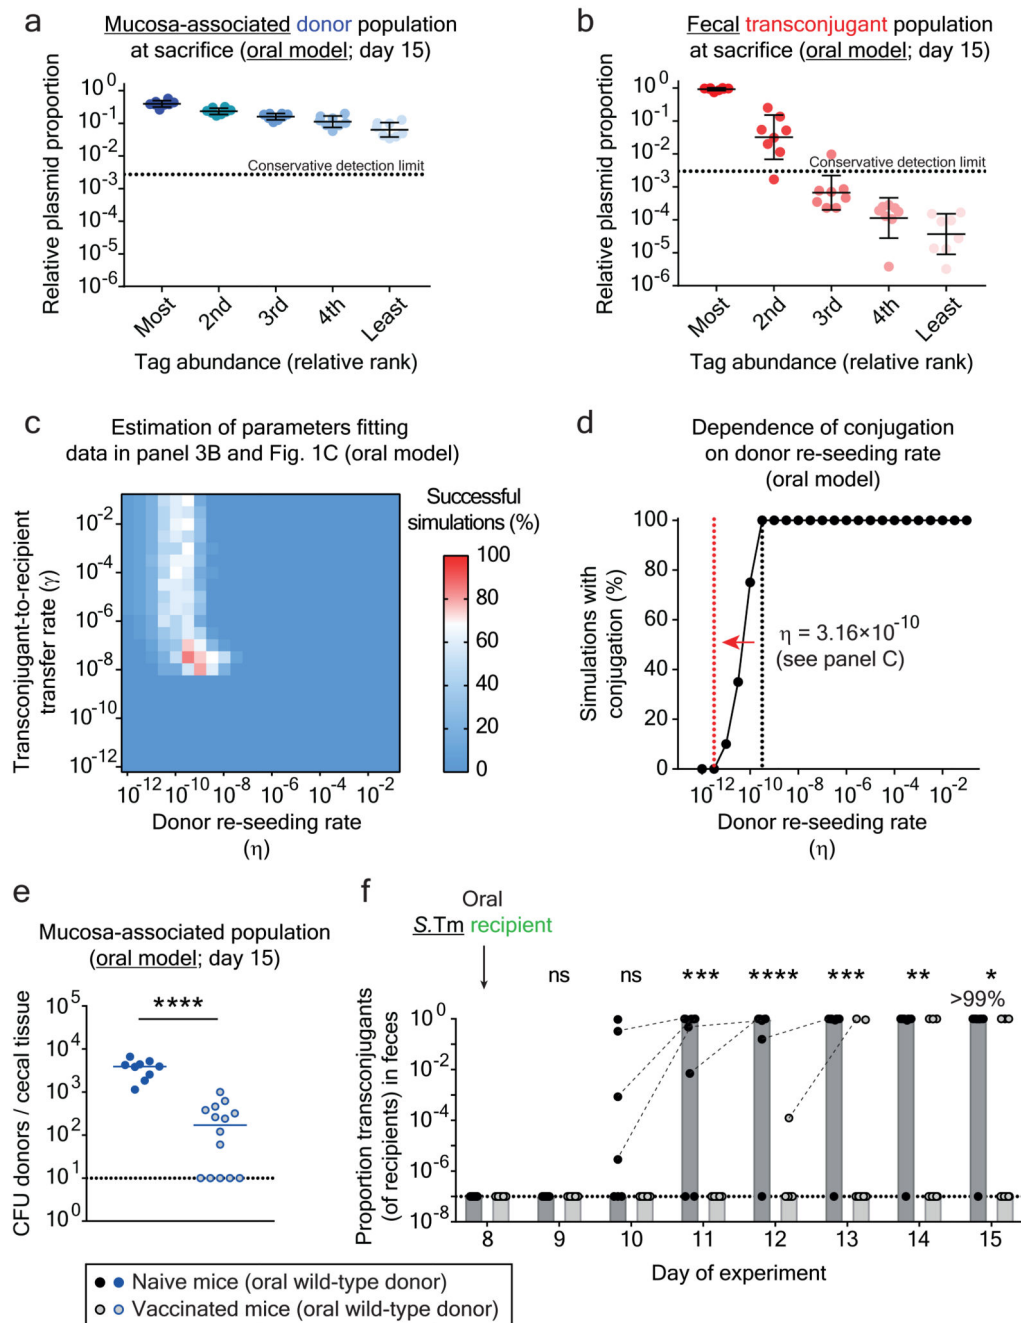 a
Mucosa-associated donor population
at sacrifice (oral model; day 15)
Relative plasmid proportion
10^0
10^-1
10^-2
10^-3
10^-4
10^-5
10^-6
Conservative detection limit
Most
2nd
3rd
4th
Least
Tag abundance (relative rank)
b
Fecal transconjugant population
at sacrifice (oral model; day 15)
Relative plasmid proportion
10^0
10^-1
10^-2
10^-3
10^-4
10^-5
10^-6
Conservative detection limit
Most
2nd
3rd
4th
Least
Tag abundance (relative rank)
c
Estimation of parameters fitting
data in panel 3B and Fig. 1C (oral model)
Transconjugant-to-recipient
transfer rate (γ)
10^-2
10^-4
10^-6
10^-8
10^-10
10^-12
10^-12
10^-10
10^-8
10^-6
10^-4
10^-2
Donor re-seeding rate
(η)
Successful
simulations (%)
100
80
60
40
20
0
d
Dependence of conjugation
on donor re-seeding rate
(oral model)
Simulations with
conjugation (%)
100
80
60
40
20
0
η = 3.16×10^-10
(see panel C)
10^-12
10^-10
10^-8
10^-6
10^-4
10^-2
Donor re-seeding rate
(η)
e
Mucosa-associated population
(oral model; day 15)
CFU donors / cecal tissue
10^5
10^4
10^3
10^2
10^1
10^0
****
f
Oral
S.Tm recipient
Proportion transconjugants
(of recipients) in feces
10^0
10^-2
10^-4
10^-6
10^-8
ns
ns
***
****
***
**
*
>99%
8
9
10
11
12
13
14
15
Day of experiment
Naive mice (oral wild-type donor)
Vaccinated mice (oral wild-type donor)